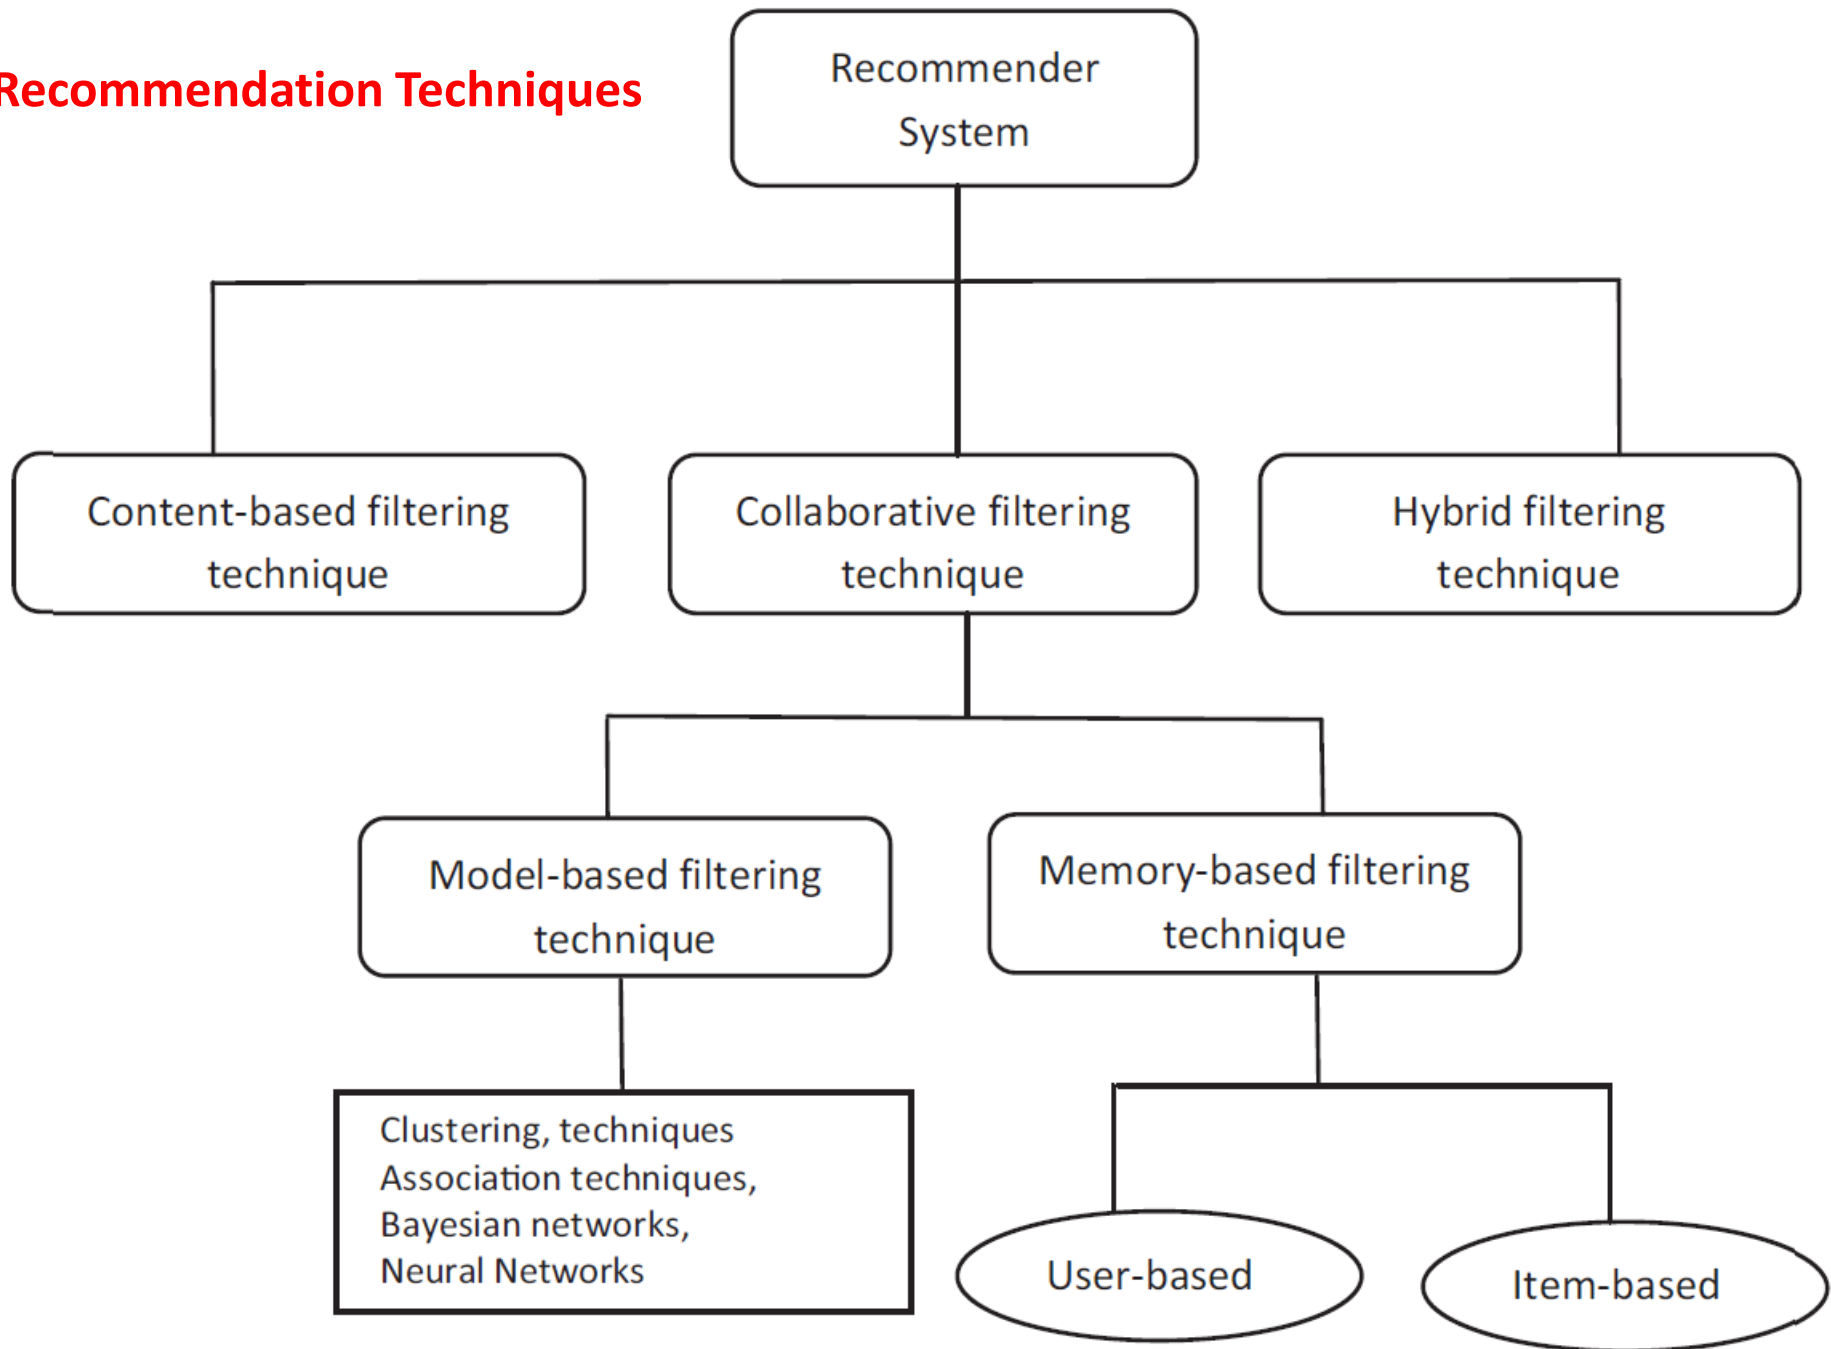 Recommendation Techniques
Recommender
System
Content-based filtering
technique
Collaborative filtering
technique
Hybrid filtering
technique
Model-based filtering
technique
Memory-based filtering
technique
Clustering, techniques
Association techniques,
Bayesian networks,
Neural Networks
User-based
Item-based